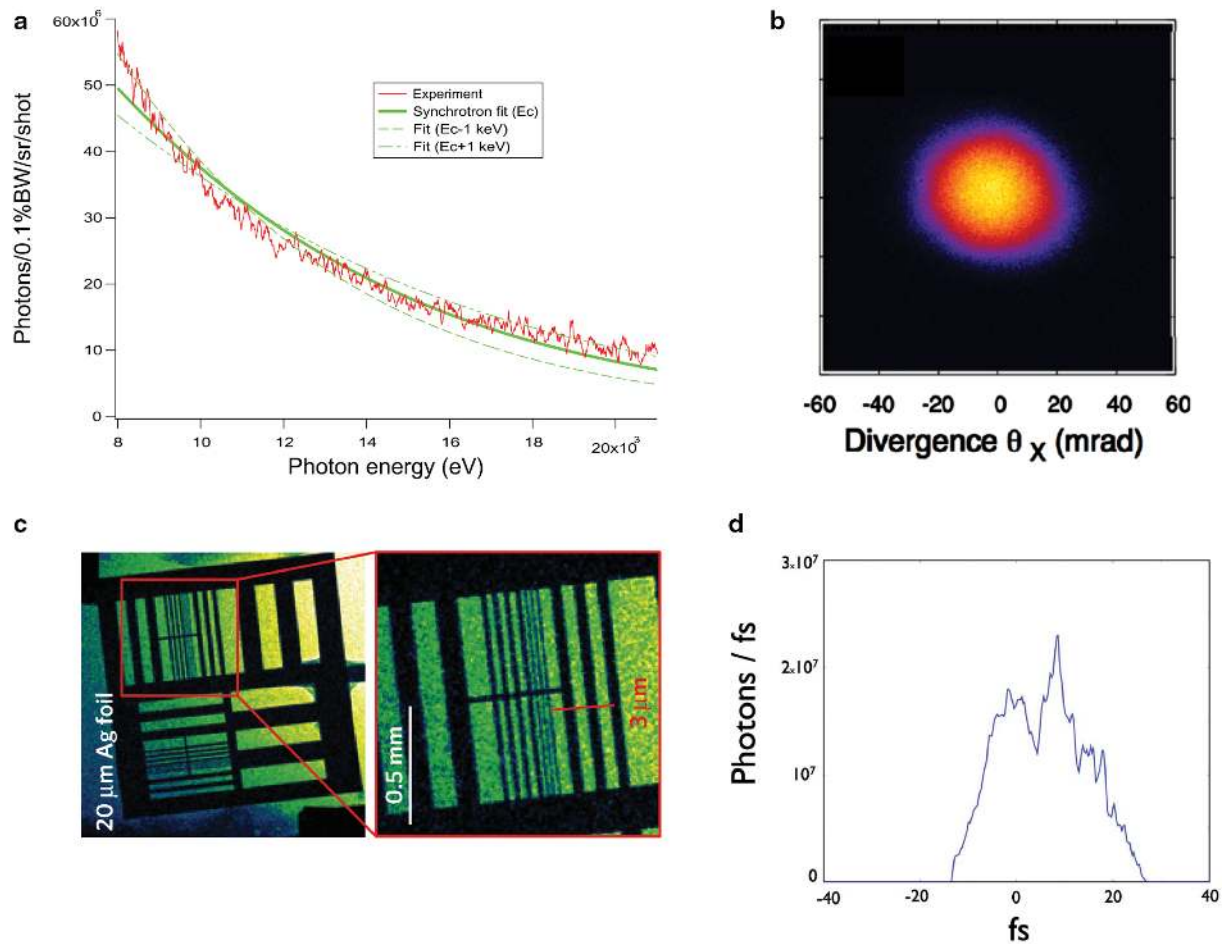 a
60x10⁶
50
40
30
20
10
0
Photons/0.1%BW/sr/shot
Experiment
Synchrotron fit (Ec)
Fit (Ec-1 keV)
Fit (Ec+1 keV)
8 10 12 14 16 18 20x10³
Photon energy (eV)
b
-60 -40 -20 0 20 40 60
Divergence θ X (mrad)
c
20 µm Ag foil
0.5 mm
3 µm
d
3x10⁷
2x10⁷
10⁷
0
Photons / fs
-40 -20 0 20 40
fs